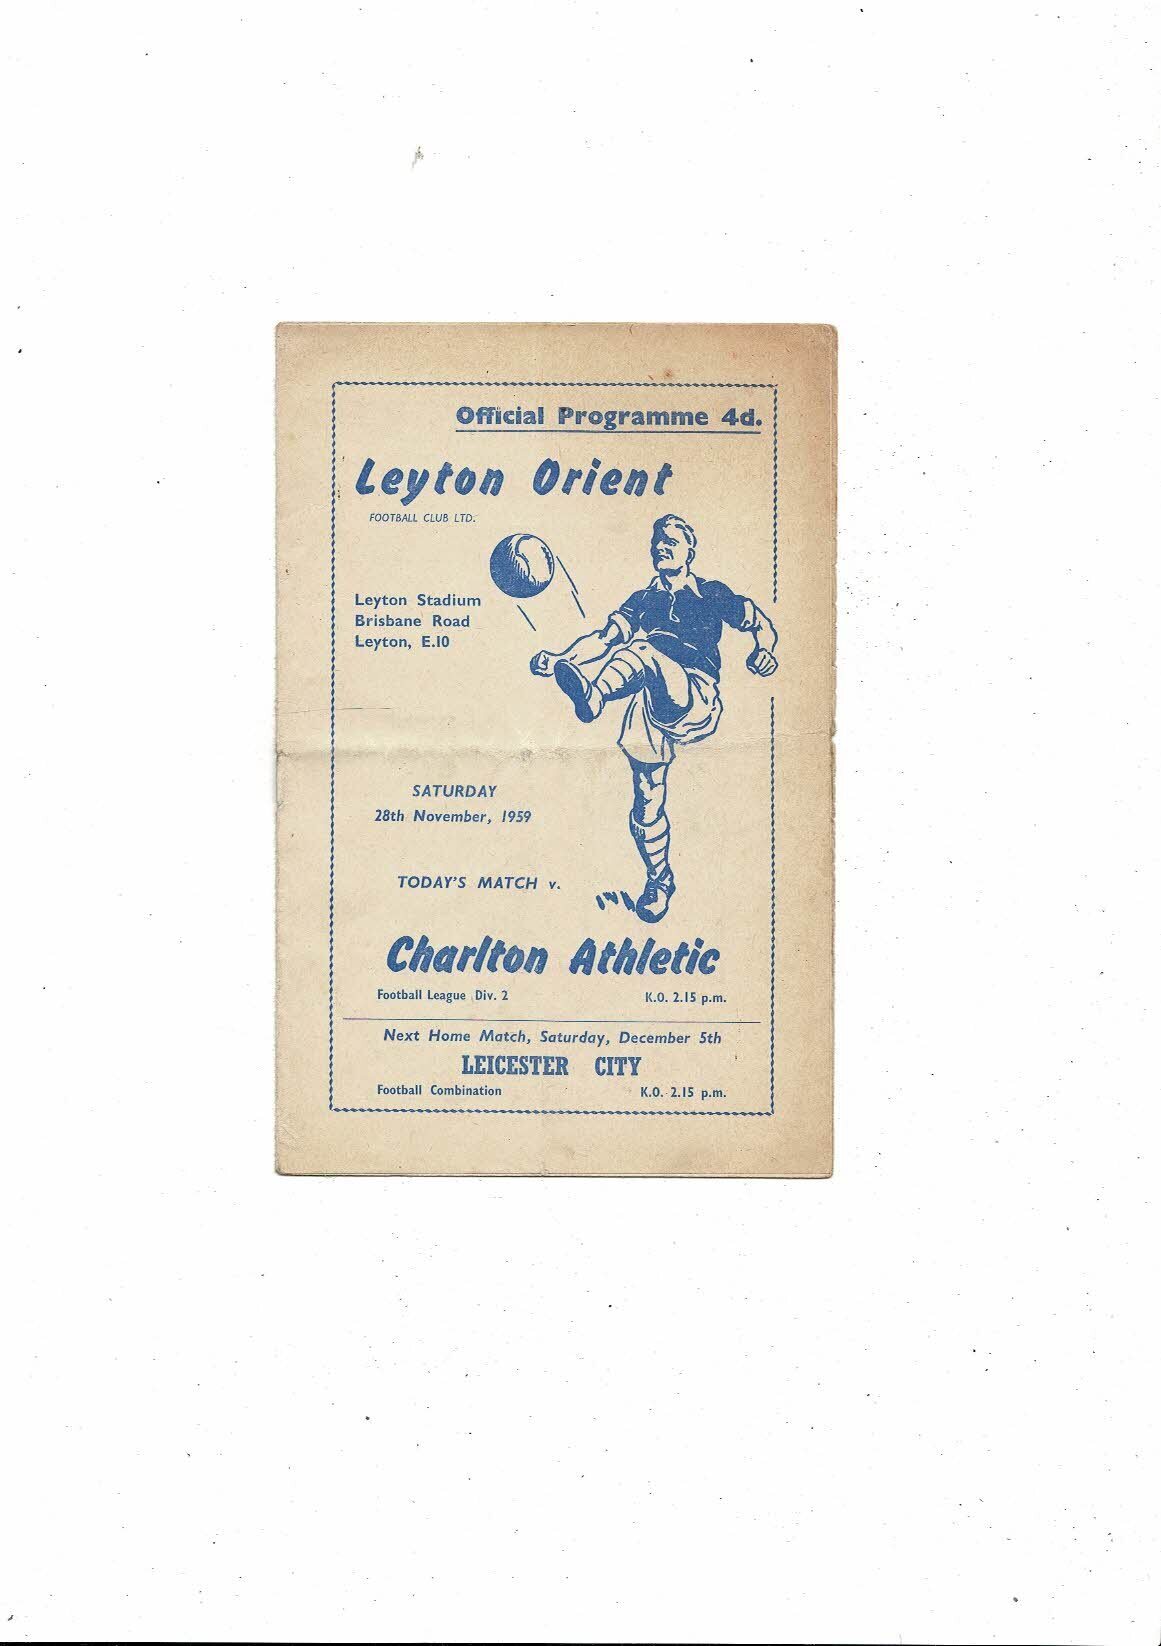 Official Programme 4d.
Leyton Orient
FOOTBALL CLUB LTD.
Leyton Stadium
Brisbane Road
Leyton, E.10
SATURDAY
28th November, 1959
TODAY'S MATCH v.
Charlton Athletic
Football League Div. 2 K.O. 2.15 p.m.
Next Home Match, Saturday, December 5th
LEICESTER CITY
Football Combination K.O. 2.15 p.m.